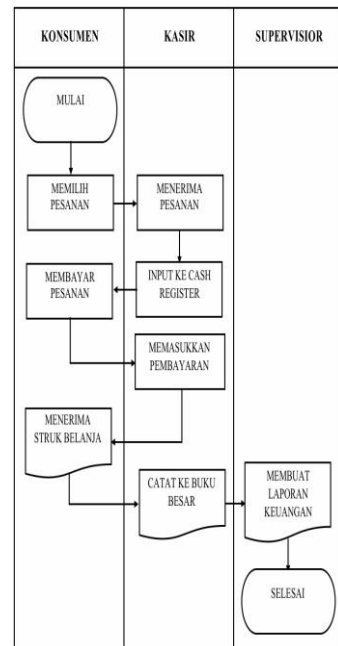 KONSUMEN
KASIR
SUPERVISIOR
MULAI
MEMILIH
PESANAN
MENERIMA
PESANAN
INPUT KE CASH
REGISTER
MEMBAYAR
PESANAN
MEMASUKKAN
PEMBAYARAN
MENERIMA
STRUK BELANJA
CATAT KE BUKU
BESAR
MEMBUAT
LAPORAN
KEUANGAN
SELESAI